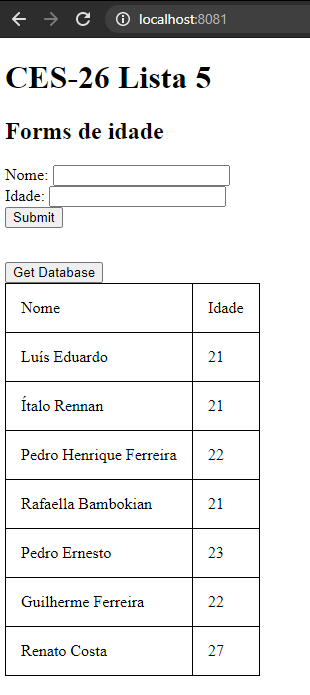 localhost:8081
CES-26 Lista 5
Forms de idade
Nome:
Idade:
Submit
Get Database
Nome Idade
Luís Eduardo 21
Ítalo Rennan 21
Pedro Henrique Ferreira 22
Rafaella Bambokian 21
Pedro Ernesto 23
Guilherme Ferreira 22
Renato Costa 27